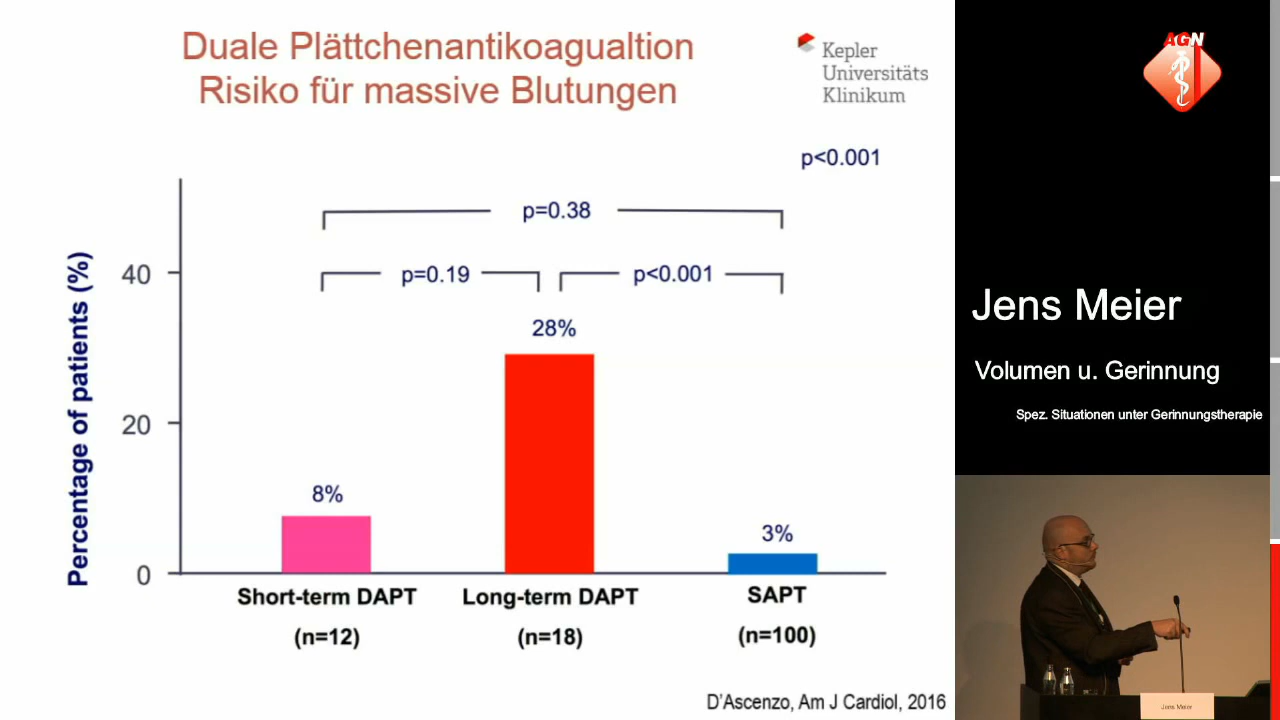 Duale Plättchenantikoagualtion
Risiko für massive Blutungen
Kepler
Universitäts
Klinikum
p<0.001
p=0.38
p=0.19
p<0.001
Percentage of patients (%)
40
20
0
8%
28%
3%
Short-term DAPT
(n=12)
Long-term DAPT
(n=18)
SAPT
(n=100)
D'Ascenzo, Am J Cardiol, 2016
AGN
Jens Meier
Volumen u. Gerinnung
Spez. Situationen unter Gerinnungstherapie
Jens Meier